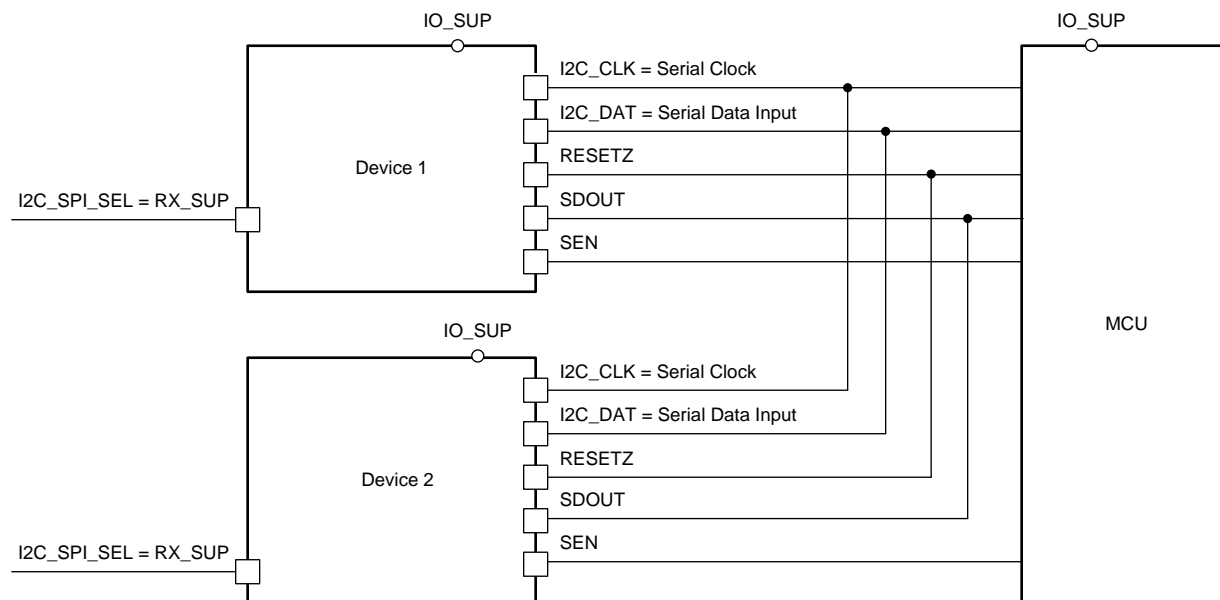 IO_SUP
IO_SUP
I2C_CLK = Serial Clock
I2C_DAT = Serial Data Input
RESETZ
Device 1
SDOUT
I2C_SPI_SEL = RX_SUP
SEN
MCU
IO_SUP
I2C_CLK = Serial Clock
I2C_DAT = Serial Data Input
RESETZ
Device 2
SDOUT
SEN
I2C_SPI_SEL = RX_SUP